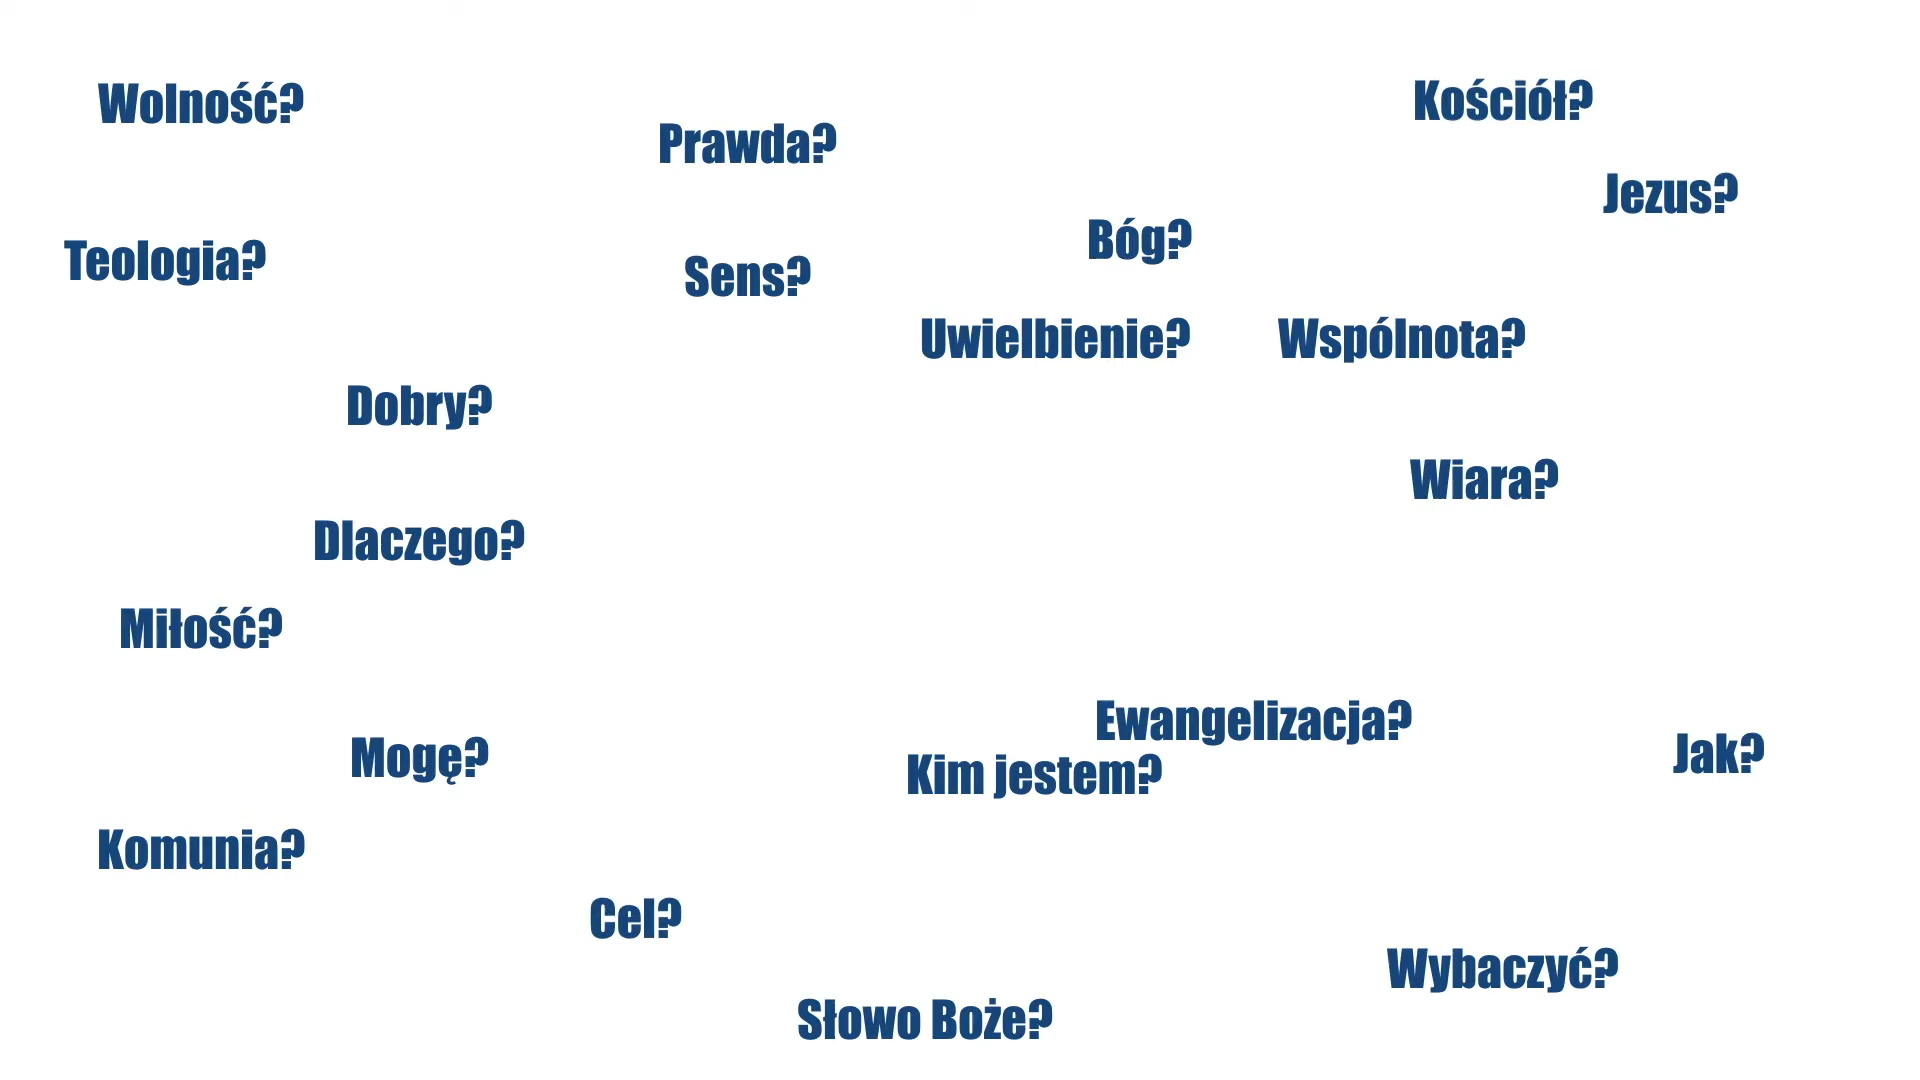 Wolność?
Kościół?
Prawda?
Jezus?
Bóg?
Teologia?
Sens?
Uwielbienie?
Wspólnota?
Dobry?
Wiara?
Dlaczego?
Miłość?
Ewangelizacja?
Mogę?
Jak?
Kim jestem?
Komunia?
Cel?
Wybaczyć?
Słowo Boże?